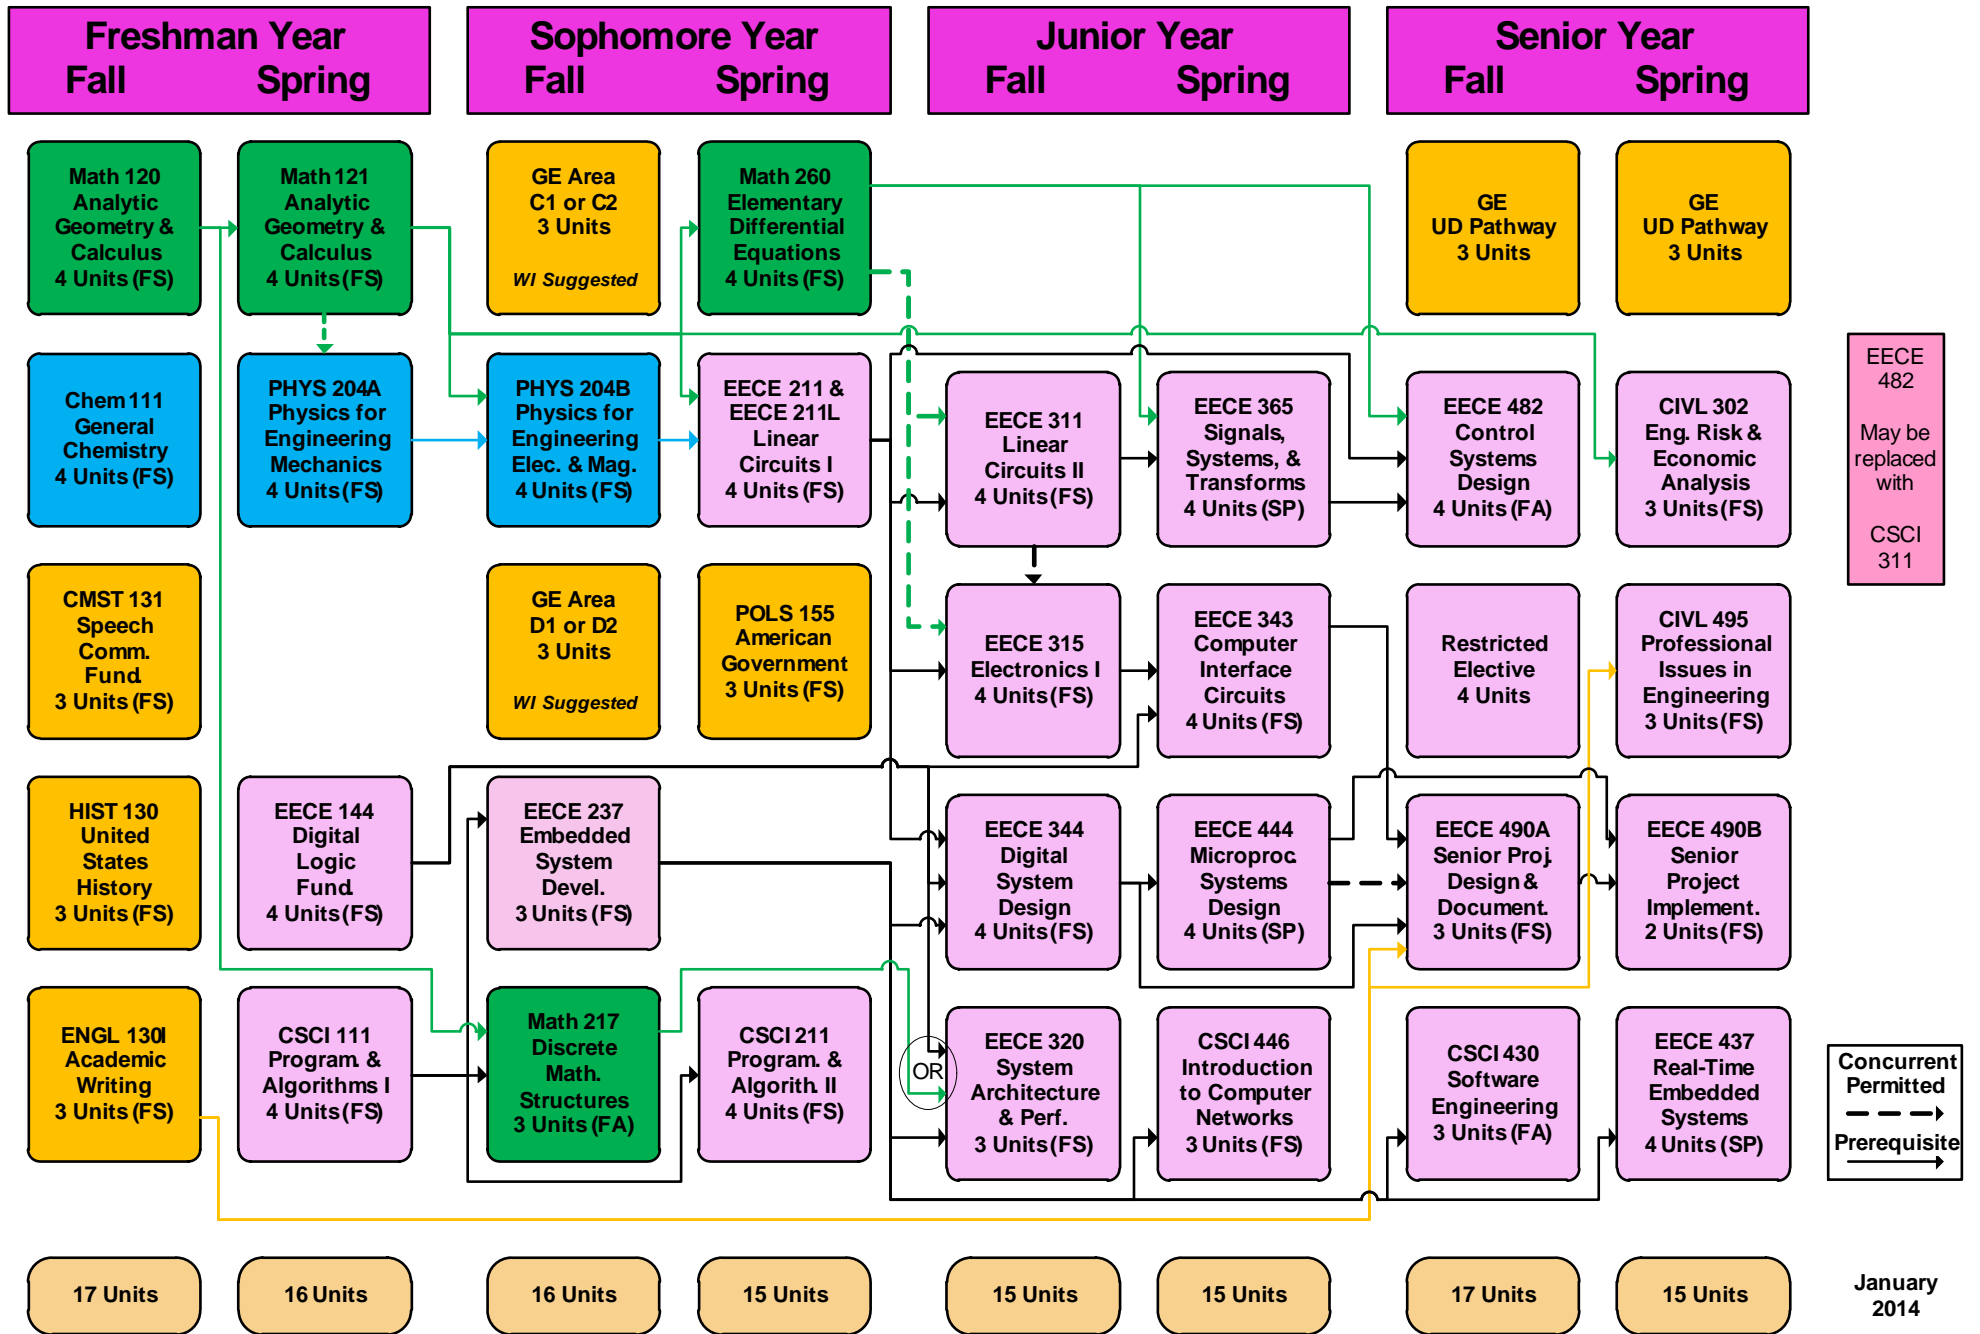 Freshman Year
Fall Spring
Sophomore Year
Fall Spring
Junior Year
Fall Spring
Senior Year
Fall Spring
Math 120
Analytic
Geometry &
Calculus
4 Units (FS)
Math 121
Analytic
Geometry &
Calculus
4 Units (FS)
GE Area
C1 or C2
3 Units
WI Suggested
Math 260
Elementary
Differential
Equations
4 Units (FS)
GE
UD Pathway
3 Units
GE
UD Pathway
3 Units
Chem 111
General
Chemistry
4 Units (FS)
PHYS 204A
Physics for
Engineering
Mechanics
4 Units (FS)
PHYS 204B
Physics for
Engineering
Elec. & Mag.
4 Units (FS)
EECE 211 &
EECE 211L
Linear
Circuits I
4 Units (FS)
EECE 311
Linear
Circuits II
4 Units (FS)
EECE 365
Signals,
Systems, &
Transforms
4 Units (SP)
EECE 482
Control
Systems
Design
4 Units (FA)
CIVL 302
Eng. Risk &
Economic
Analysis
3 Units (FS)
EECE
482
May be
replaced
with
CSCI
311
CMST 131
Speech
Comm.
Fund.
3 Units (FS)
GE Area
D1 or D2
3 Units
WI Suggested
POLS 155
American
Government
3 Units (FS)
EECE 315
Electronics I
4 Units (FS)
EECE 343
Computer
Interface
Circuits
4 Units (FS)
Restricted
Elective
4 Units
CIVL 495
Professional
Issues in
Engineering
3 Units (FS)
HIST 130
United
States
History
3 Units (FS)
EECE 144
Digital
Logic
Fund.
4 Units (FS)
EECE 237
Embedded
System
Devel.
3 Units (FS)
EECE 344
Digital
System
Design
4 Units (FS)
EECE 444
Microproc.
Systems
Design
4 Units (SP)
EECE 490A
Senior Proj.
Design &
Document.
3 Units (FS)
EECE 490B
Senior
Project
Implement.
2 Units (FS)
ENGL 130I
Academic
Writing
3 Units (FS)
CSCI 111
Program. &
Algorithms I
4 Units (FS)
Math 217
Discrete
Math.
Structures
3 Units (FA)
CSCI 211
Program. &
Algorith. II
4 Units (FS)
OR
EECE 320
System
Architecture
& Perf.
3 Units (FS)
CSCI 446
Introduction
to Computer
Networks
3 Units (FS)
CSCI 430
Software
Engineering
3 Units (FA)
EECE 437
Real-Time
Embedded
Systems
4 Units (SP)
Concurrent
Permitted
Prerequisite
17 Units
16 Units
16 Units
15 Units
15 Units
15 Units
17 Units
15 Units
January
2014